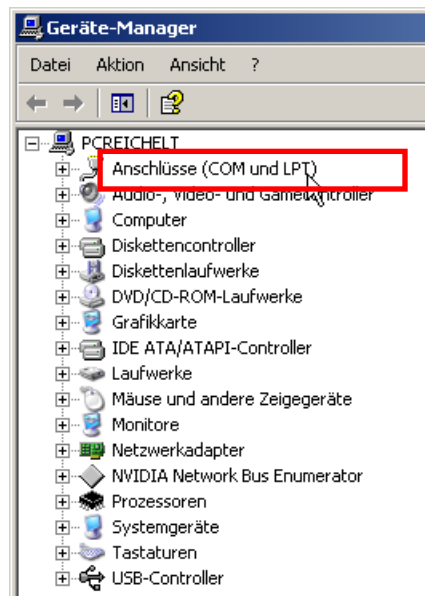 Geräte-Manager
Datei Aktion Ansicht ?
PCREICHELT
Anschlüsse (COM und LPT)
Audio-, Video- und Gamecontroller
Computer
Diskettencontroller
Diskettenlaufwerke
DVD/CD-ROM-Laufwerke
Grafikkarte
IDE ATA/ATAPI-Controller
Laufwerke
Mäuse und andere Zeigegeräte
Monitore
Netzwerkadapter
NVIDIA Network Bus Enumerator
Prozessoren
Systemgeräte
Tastaturen
USB-Controller